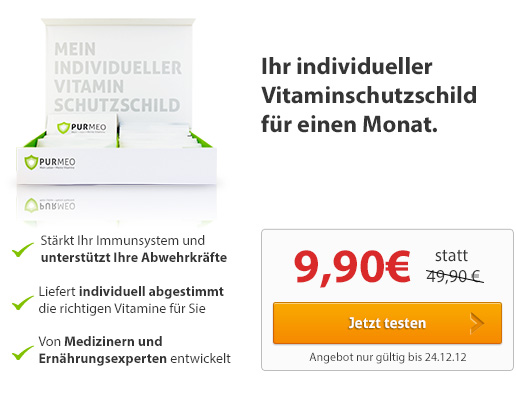 MEIN
INDIVIDUELLER
VITAMIN
SCHUTZSCHILD
PURMEO
PURMEO
PURMEO
Ihr individueller
Vitaminschutzschild
für einen Monat.
Stärkt Ihr Immunsystem und
unterstützt Ihre Abwehrkräfte
Liefert individuell abgestimmt
die richtigen Vitamine für Sie
Von Medizinern und
Ernährungsexperten entwickelt
9,90€ statt
49,90 €
Jetzt testen
Angebot nur gültig bis 24.12.12